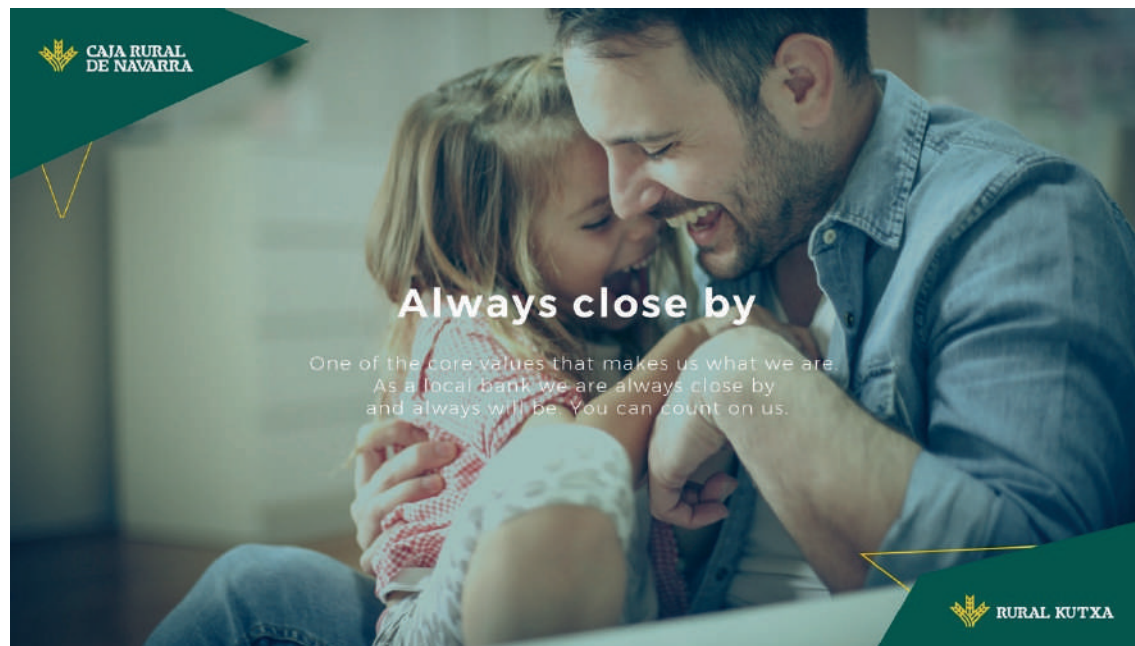 CAJA RURAL
DE NAVARRA
Always close by
One of the core values that makes us what we are.
As a local bank we are always close by
and always will be. You can count on us.
RURAL KUTXA